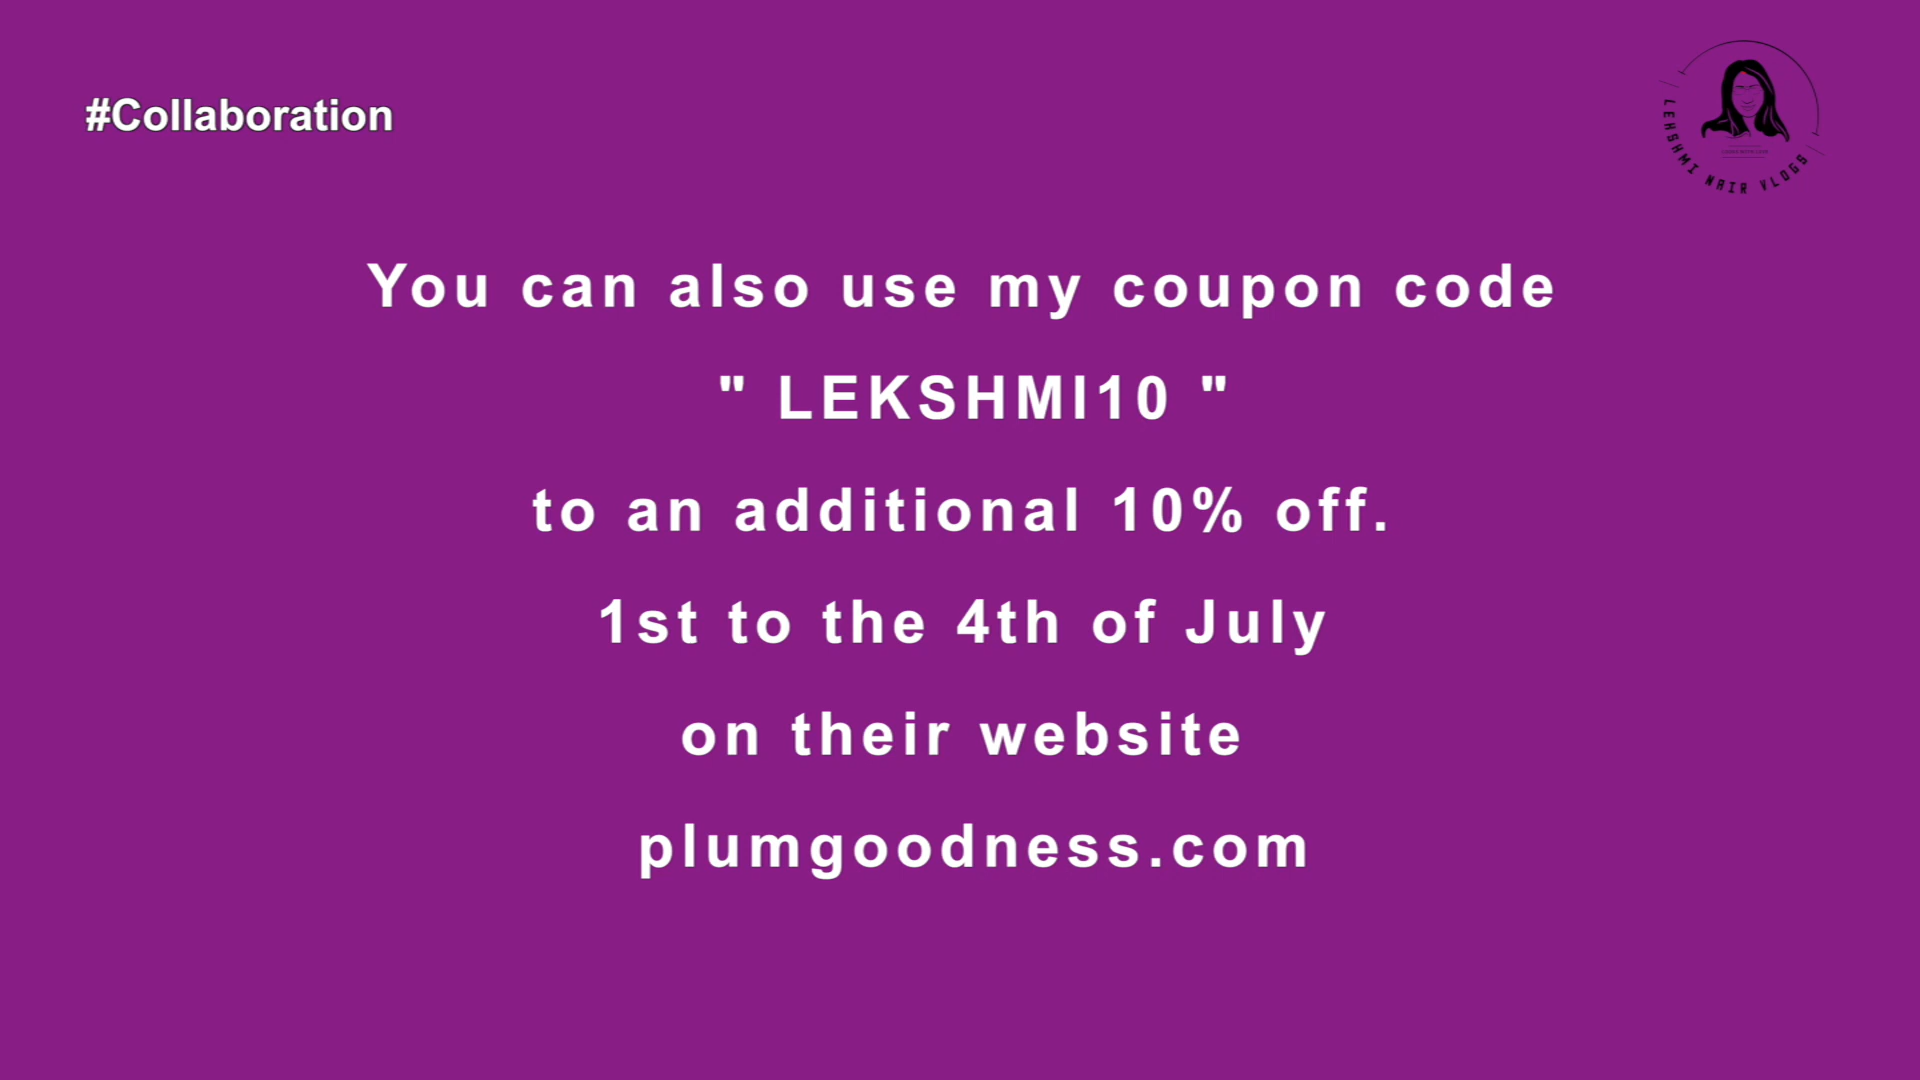 #Collaboration
LEKSHMI NAIR VLOGS
You can also use my coupon code
" LEKSHMI10 "
to an additional 10% off.
1st to the 4th of July
on their website
plumgoodness.com